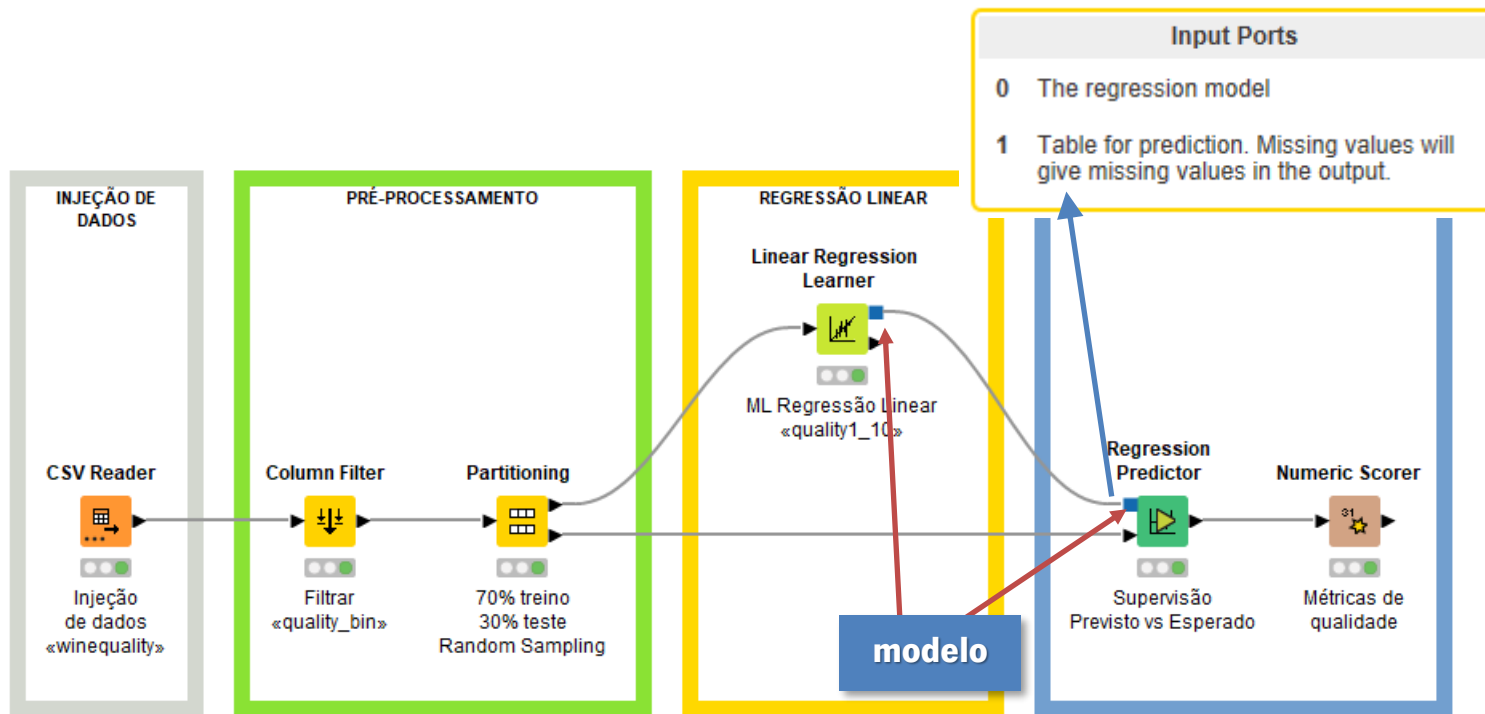 Input Ports
0 The regression model
1 Table for prediction. Missing values will
give missing values in the output.
INJEÇÃO DE
DADOS
PRÉ-PROCESSAMENTO
REGRESSÃO LINEAR
Linear Regression
Learner
ML Regressão Linear
«quality1_10»
CSV Reader
Injeção
de dados
«winequality»
Column Filter
Filtrar
«quality_bin»
Partitioning
70% treino
30% teste
Random Sampling
Regression
Predictor
Supervisão
Previsto vs Esperado
Numeric Scorer
31
Métricas de
qualidade
modelo